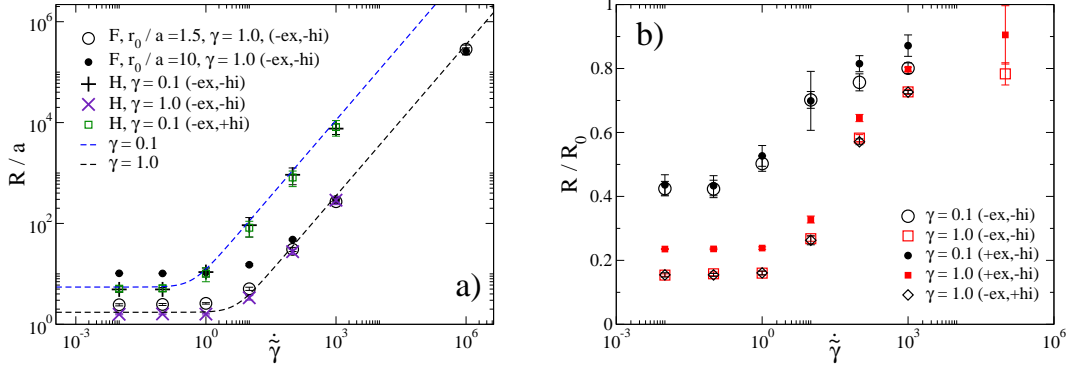 10^6
10^4
10^2
10^0
R / a
F, r_0 / a = 1.5, γ = 1.0, (-ex,-hi)
F, r_0 / a = 10, γ = 1.0 (-ex,-hi)
H, γ = 0.1 (-ex,-hi)
H, γ = 1.0 (-ex,-hi)
H, γ = 0.1 (-ex,+hi)
γ = 0.1
γ = 1.0
a)
10^-3 10^0 10^3 10^6
γ̃̇
b)
1
0.8
0.6
0.4
0.2
0
R / R_0
γ = 0.1 (-ex,-hi)
γ = 1.0 (-ex,-hi)
γ = 0.1 (+ex,-hi)
γ = 1.0 (+ex,-hi)
γ = 1.0 (-ex,+hi)
10^-3 10^0 10^3 10^6
γ̃̇